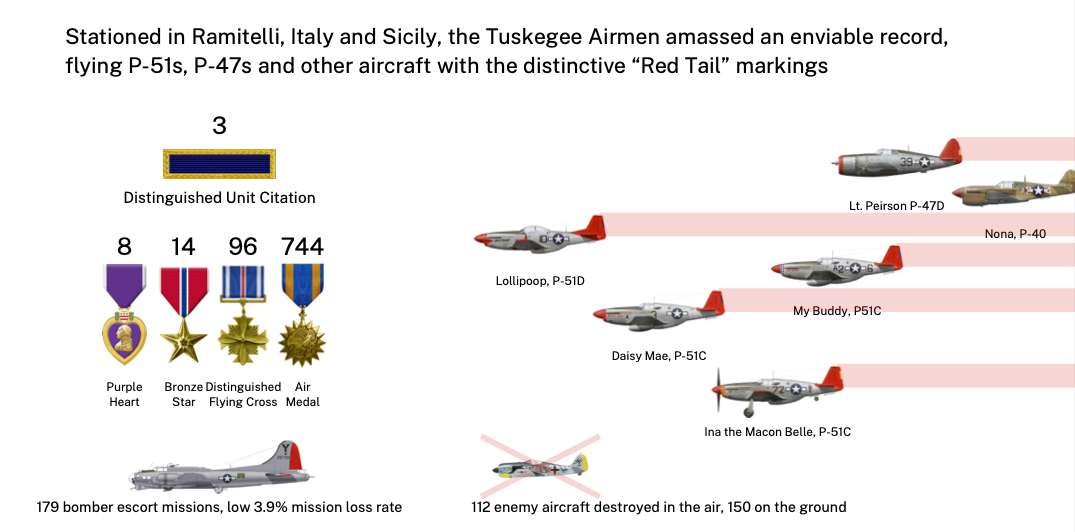 Stationed in Ramitelli, Italy and Sicily, the Tuskegee Airmen amassed an enviable record,
flying P-51s, P-47s and other aircraft with the distinctive “Red Tail” markings
3
Distinguished Unit Citation
8 14 96 744
Purple
Heart
Bronze
Star
Distinguished
Flying Cross
Air
Medal
39
Lt. Peirson P-47D
Nona, P-40
Lollipoop, P-51D
A2 6
My Buddy, P51C
Daisy Mae, P-51C
72
Ina the Macon Belle, P-51C
Y
179 bomber escort missions, low 3.9% mission loss rate
112 enemy aircraft destroyed in the air, 150 on the ground